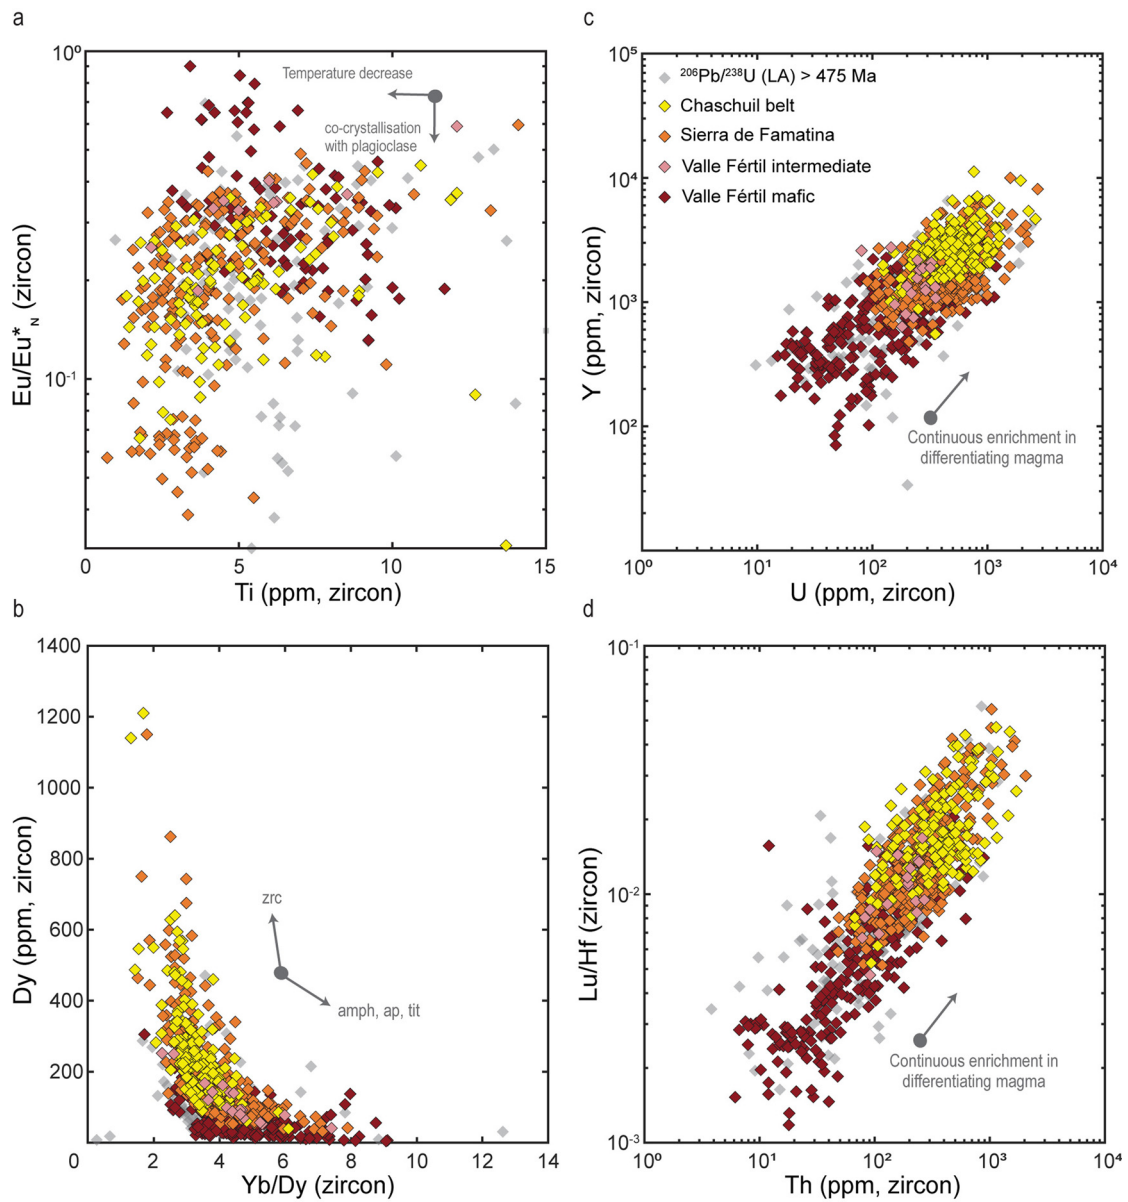 a
10⁰
10⁻¹
Eu/Eu*N (zircon)
Temperature decrease
co-crystallisation
with plagioclase
0 5 10 15
Ti (ppm, zircon)
c
10⁵
10⁴
10³
10²
Y (ppm, zircon)
²⁰⁶Pb/²³⁸U (LA) > 475 Ma
Chaschuil belt
Sierra de Famatina
Valle Fértil intermediate
Valle Fértil mafic
Continuous enrichment in
differentiating magma
10⁰ 10¹ 10² 10³ 10⁴
U (ppm, zircon)
b
1400
1200
1000
800
600
400
200
Dy (ppm, zircon)
zrc
amph, ap, tit
0 2 4 6 8 10 12 14
Yb/Dy (zircon)
d
10⁻¹
10⁻²
10⁻³
Lu/Hf (zircon)
Continuous enrichment in
differentiating magma
10⁰ 10¹ 10² 10³ 10⁴
Th (ppm, zircon)